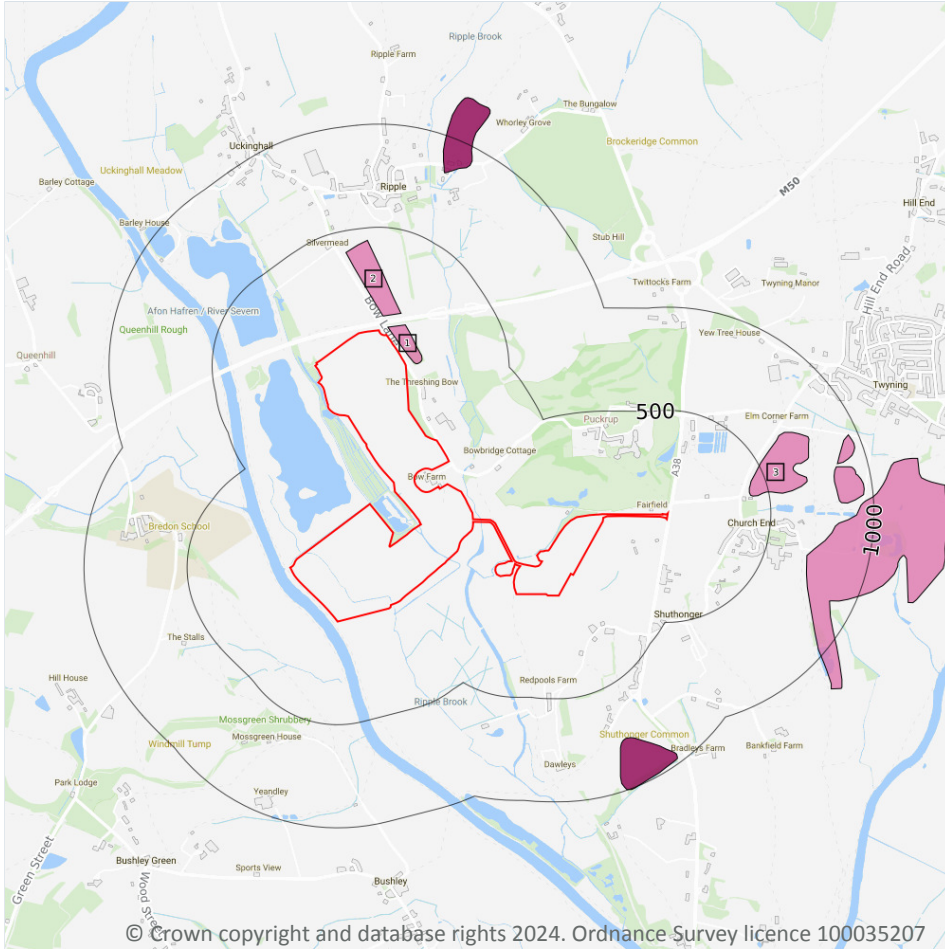 Ripple Brook
Ripple Farm
The Bungalow
Whorley Grove
Brockeridge Common
Uckinghall
Uckinghall Meadow
M50
Barley Cottage
Ripple
Hill End
Barley House
Stub Hill
Silvermead
Hill End Road
2
Twittocks Farm
Twyning Manor
Bow Lane
Afon Hafren / River Severn
Queenhill Rough
Yew Tree House
1
Queenhill
The Threshing Bow
Twyning
500
Puckrup
Elm Corner Farm
Bowbridge Cottage
A38
3
Bow Farm
Fairfield
Bredon School
Church End
1000
Shuthonger
The Stalls
Hill House
Redpools Farm
Ripple Brook
Mossgreen Shrubbery
Shuthonger Common
Windmill Tump
Mossgreen House
Bradleys Farm
Bankfield Farm
Dawleys
Park Lodge
Yeandley
Green Street
Bushley Green
Sports View
Wood Street
Bushley
© Crown copyright and database rights 2024. Ordnance Survey licence 100035207